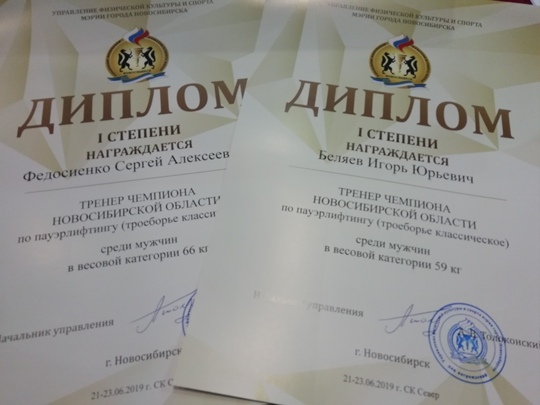 УПРАВЛЕНИЕ ФИЗИЧЕСКОЙ КУЛЬТУРЫ И СПОРТА
МЭРИИ ГОРОДА НОВОСИБИРСКА
ДИПЛОМ
I СТЕПЕНИ
НАГРАЖДАЕТСЯ
Федосиенко Сергей Алексеев
ТРЕНЕР ЧЕМПИОНА
НОВОСИБИРСКОЙ ОБЛАСТИ
по пауэрлифтингу (троеборье классич
среди мужчин
в весовой категории 66 кг
Начальник управления
г. Новосибирск
21-23.06.2019 г. СК Север
УПРАВЛЕНИЕ ФИЗИЧЕСКОЙ КУЛЬТУРЫ И СПОРТА
МЭРИИ ГОРОДА НОВОСИБИРСКА
ДИПЛОМ
I СТЕПЕНИ
НАГРАЖДАЕТСЯ
Беляев Игорь Юрьевич
ТРЕНЕР ЧЕМПИОНА
НОВОСИБИРСКОЙ ОБЛАСТИ
по пауэрлифтингу (троеборье классическое)
среди мужчин
в весовой категории 59 кг
управления
Толоконский
г. Новосибирск
21-23.06.2019 г. СК Север